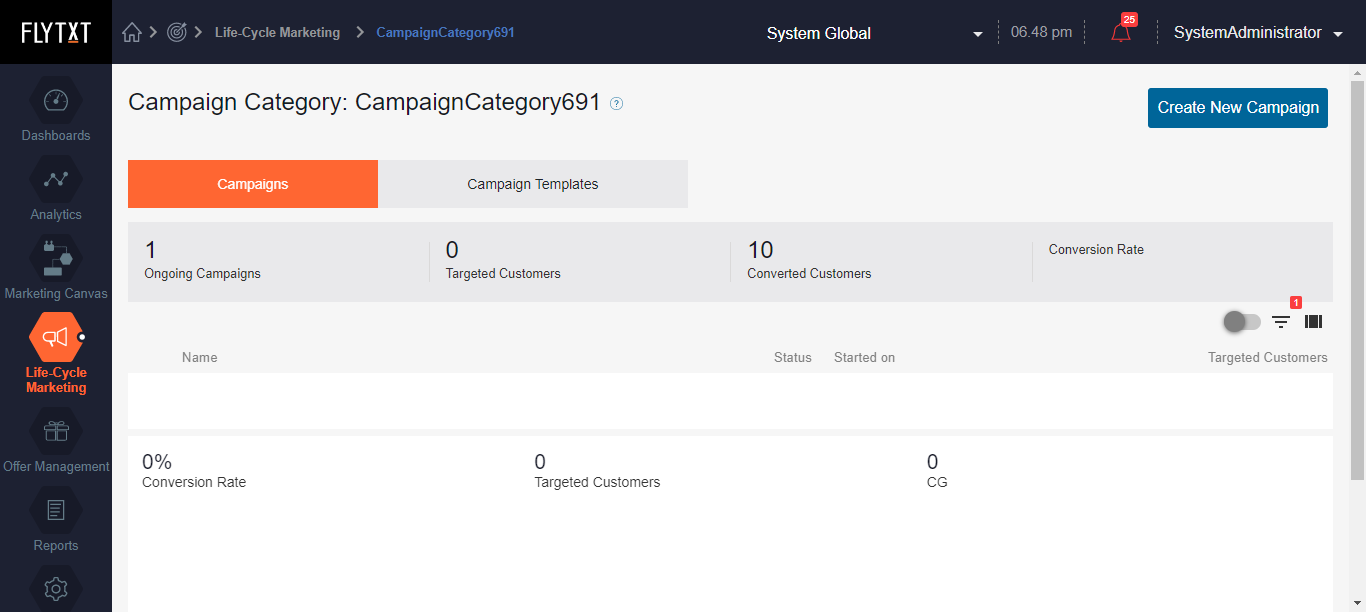 FLYTXT
Life-Cycle Marketing
CampaignCategory691
System Global
06.48 pm
25
SystemAdministrator
Dashboards
Analytics
Marketing Canvas
Life-Cycle
Marketing
Offer Management
Reports
Campaign Category: CampaignCategory691 ?
Create New Campaign
Campaigns
Campaign Templates
1
Ongoing Campaigns
0
Targeted Customers
10
Converted Customers
Conversion Rate
1
Name Status Started on Targeted Customers
0%
Conversion Rate
0
Targeted Customers
0
CG